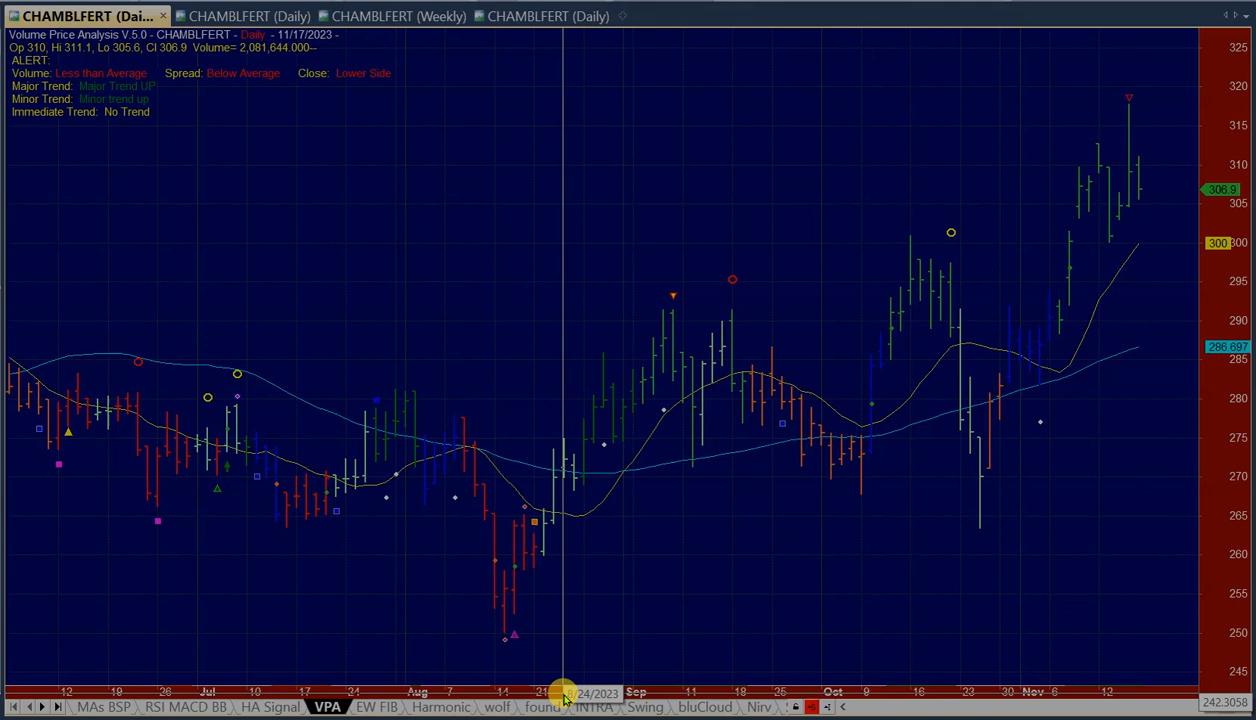 CHAMBLFERT (Dai... × CHAMBLFERT (Daily) CHAMBLFERT (Weekly) CHAMBLFERT (Daily)
Volume Price Analysis V.5.0 - CHAMBLFERT - Daily - 11/17/2023 -
Op 310, Hi 311.1, Lo 305.6, Cl 306.9 Volume= 2,081,644.000--
ALERT:
Volume: Less than Average Spread: Below Average Close: Lower Side
Major Trend: Major Trend UP
Minor Trend: Minor trend up
Immediate Trend: No Trend
325
320
315
310
306.9
305
300 300
295
290
286.697
285
280
275
270
265
260
255
250
245
12 19 26 Jul 10 17 24 Aug 7 14 21 8/24/2023 Sep 11 18 25 Oct 9 16 23 Nov 6 12
242.3058
MAs BSP RSI MACD BB HA Signal VPA EW FIB Harmonic wolf found INTRA Swing bluCloud Nirv